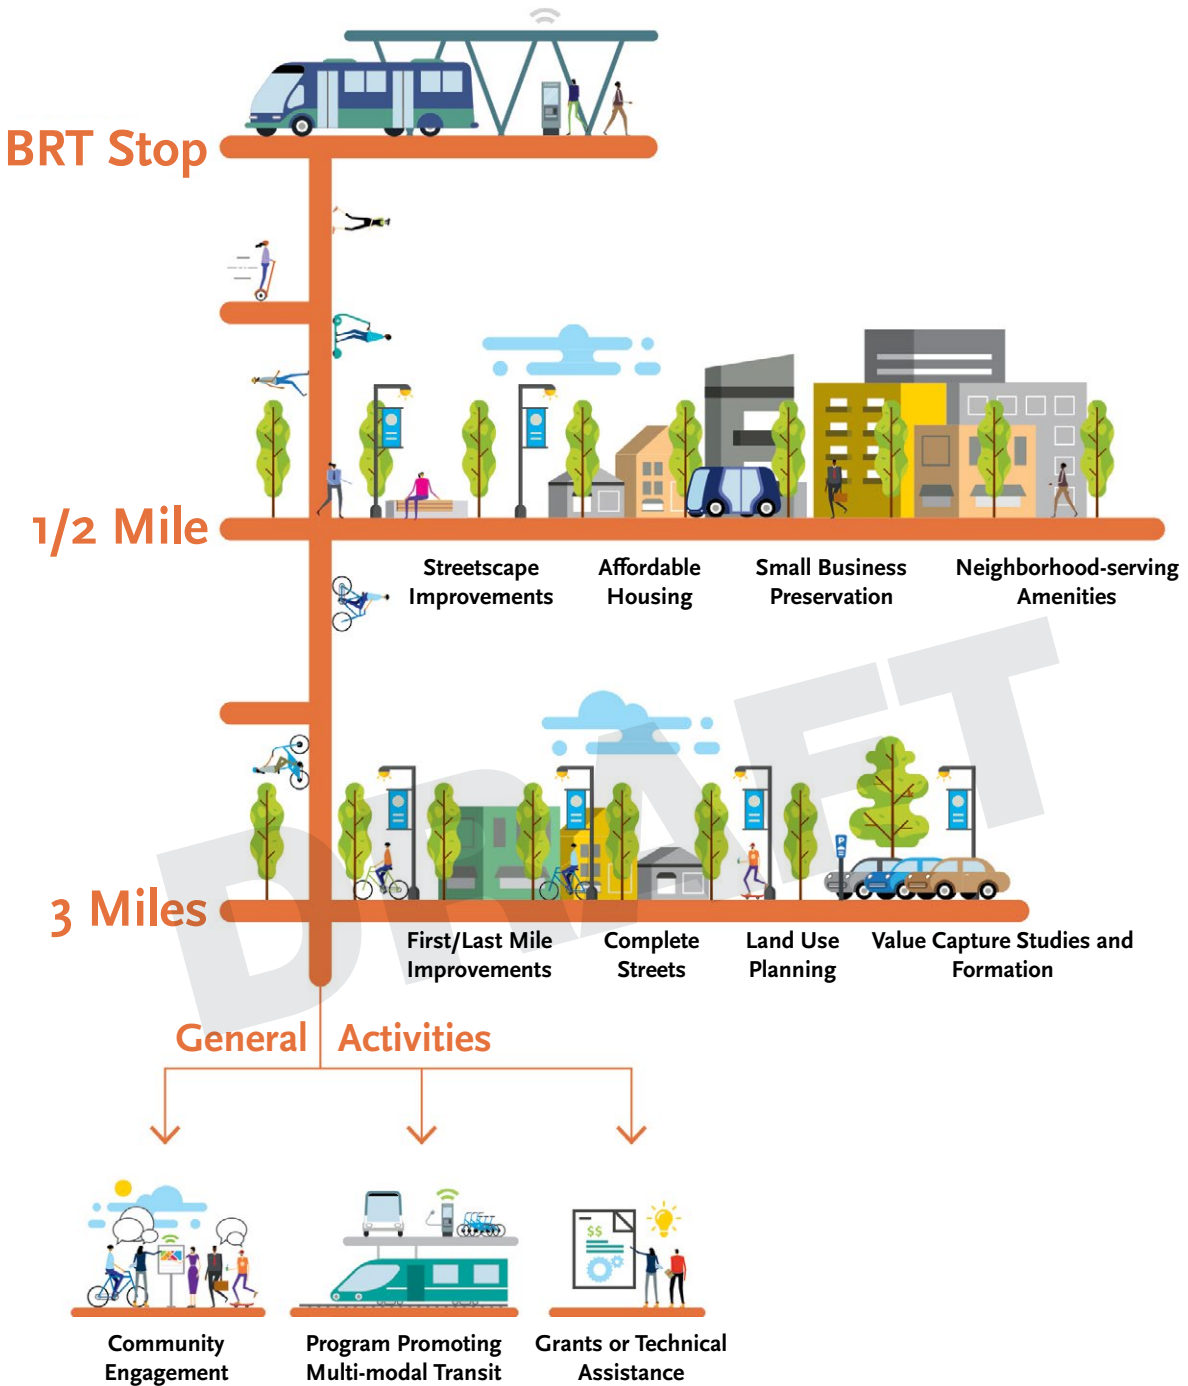 BRT Stop
1/2 Mile
Streetscape
Improvements
Affordable
Housing
Small Business
Preservation
Neighborhood-serving
Amenities
DRAFT
P
3 Miles
First/Last Mile
Improvements
Complete
Streets
Land Use
Planning
Value Capture Studies and
Formation
General Activities
$$
Community
Engagement
Program Promoting
Multi-modal Transit
Grants or Technical
Assistance